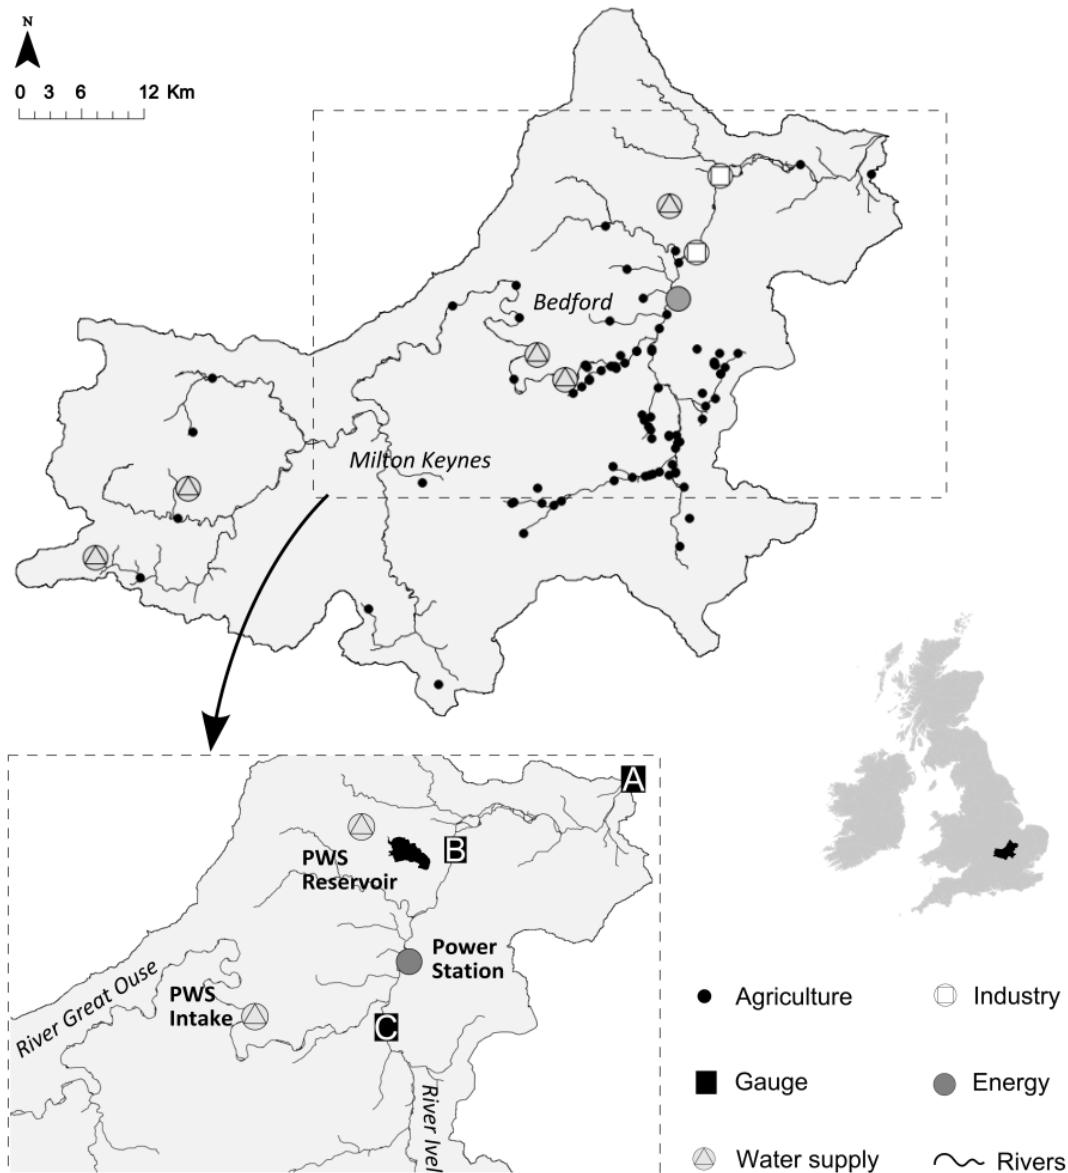 N
0 3 6 12 Km
Bedford
Milton Keynes
A
B
PWS
Reservoir
Power
Station
PWS
Intake
River Great Ouse
C
River Ivel
Agriculture
Industry
Gauge
Energy
Water supply
Rivers